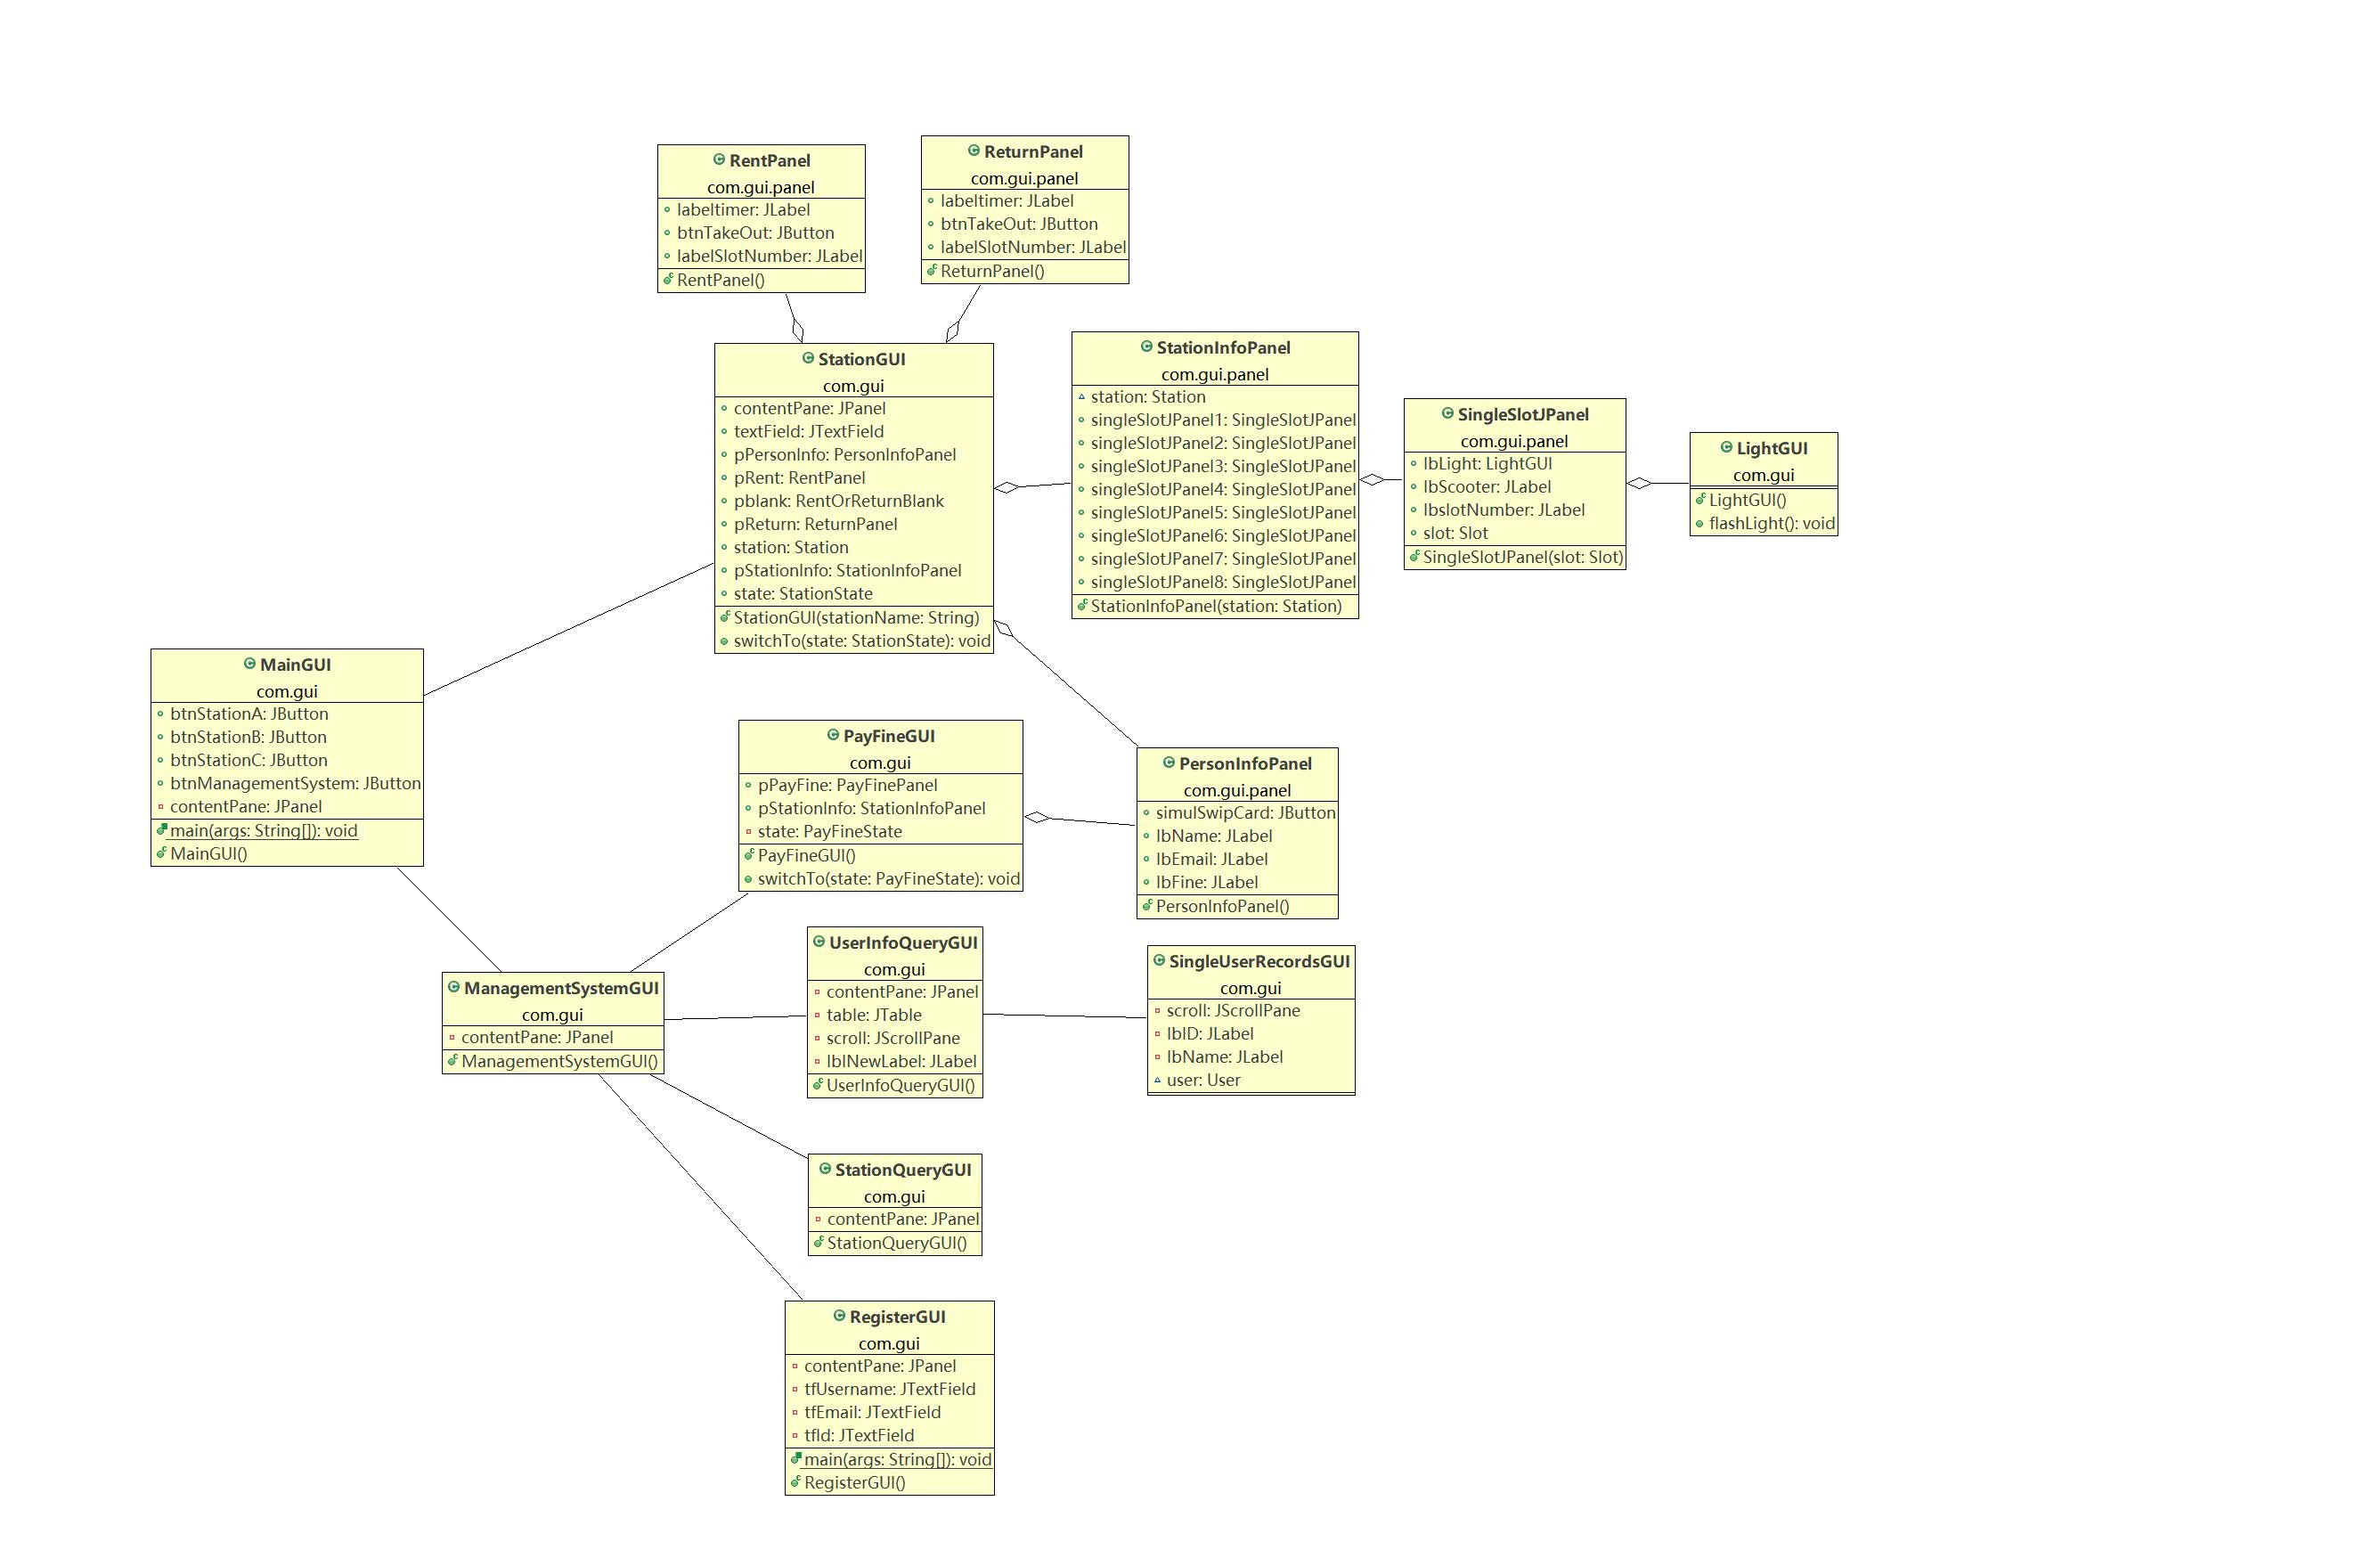 RentPanel
com.gui.panel
labeltimer: JLabel
btnTakeOut: JButton
labelSlotNumber: JLabel
RentPanel()
ReturnPanel
com.gui.panel
labeltimer: JLabel
btnTakeOut: JButton
labelSlotNumber: JLabel
ReturnPanel()
StationGUI
com.gui
contentPane: JPanel
textField: JTextField
pPersonInfo: PersonInfoPanel
pRent: RentPanel
pblank: RentOrReturnBlank
pReturn: ReturnPanel
station: Station
pStationInfo: StationInfoPanel
state: StationState
StationGUI(stationName: String)
switchTo(state: StationState): void
StationInfoPanel
com.gui.panel
station: Station
singleSlotJPanel1: SingleSlotJPanel
singleSlotJPanel2: SingleSlotJPanel
singleSlotJPanel3: SingleSlotJPanel
singleSlotJPanel4: SingleSlotJPanel
singleSlotJPanel5: SingleSlotJPanel
singleSlotJPanel6: SingleSlotJPanel
singleSlotJPanel7: SingleSlotJPanel
singleSlotJPanel8: SingleSlotJPanel
StationInfoPanel(station: Station)
SingleSlotJPanel
com.gui.panel
lbLight: LightGUI
lbScooter: JLabel
lbslotNumber: JLabel
slot: Slot
SingleSlotJPanel(slot: Slot)
LightGUI
com.gui
LightGUI()
flashLight(): void
MainGUI
com.gui
btnStationA: JButton
btnStationB: JButton
btnStationC: JButton
btnManagementSystem: JButton
contentPane: JPanel
main(args: String[]): void
MainGUI()
PayFineGUI
com.gui
pPayFine: PayFinePanel
pStationInfo: StationInfoPanel
state: PayFineState
PayFineGUI()
switchTo(state: PayFineState): void
PersonInfoPanel
com.gui.panel
simulSwipCard: JButton
lbName: JLabel
lbEmail: JLabel
lbFine: JLabel
PersonInfoPanel()
ManagementSystemGUI
com.gui
contentPane: JPanel
ManagementSystemGUI()
UserInfoQueryGUI
com.gui
contentPane: JPanel
table: JTable
scroll: JScrollPane
lblNewLabel: JLabel
UserInfoQueryGUI()
SingleUserRecordsGUI
com.gui
scroll: JScrollPane
lbID: JLabel
lbName: JLabel
user: User
StationQueryGUI
com.gui
contentPane: JPanel
StationQueryGUI()
RegisterGUI
com.gui
contentPane: JPanel
tfUsername: JTextField
tfEmail: JTextField
tfId: JTextField
main(args: String[]): void
RegisterGUI()